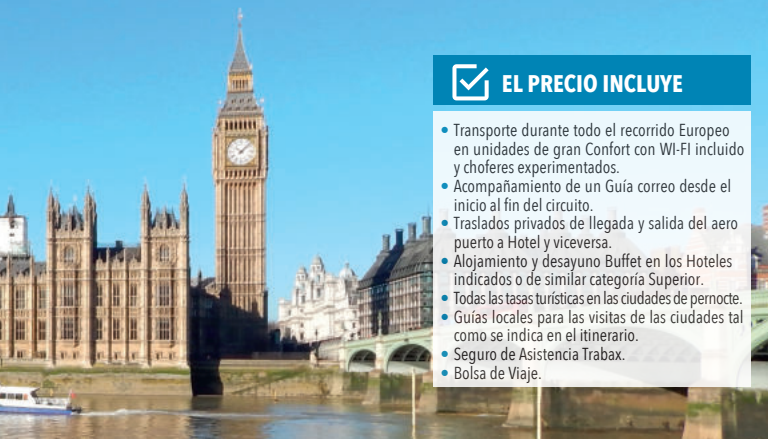 EL PRECIO INCLUYE
• Transporte durante todo el recorrido Europeo
en unidades de gran Confort con WI-FI incluido
y choferes experimentados.
• Acompañamiento de un Guía correo desde el
inicio al fin del circuito.
• Traslados privados de llegada y salida del aero
puerto a Hotel y viceversa.
• Alojamiento y desayuno Buffet en los Hoteles
indicados o de similar categoría Superior.
• Todas las tasas turísticas en las ciudades de pernocte.
• Guías locales para las visitas de las ciudades tal
como se indica en el itinerario.
• Seguro de Asistencia Trabax.
• Bolsa de Viaje.